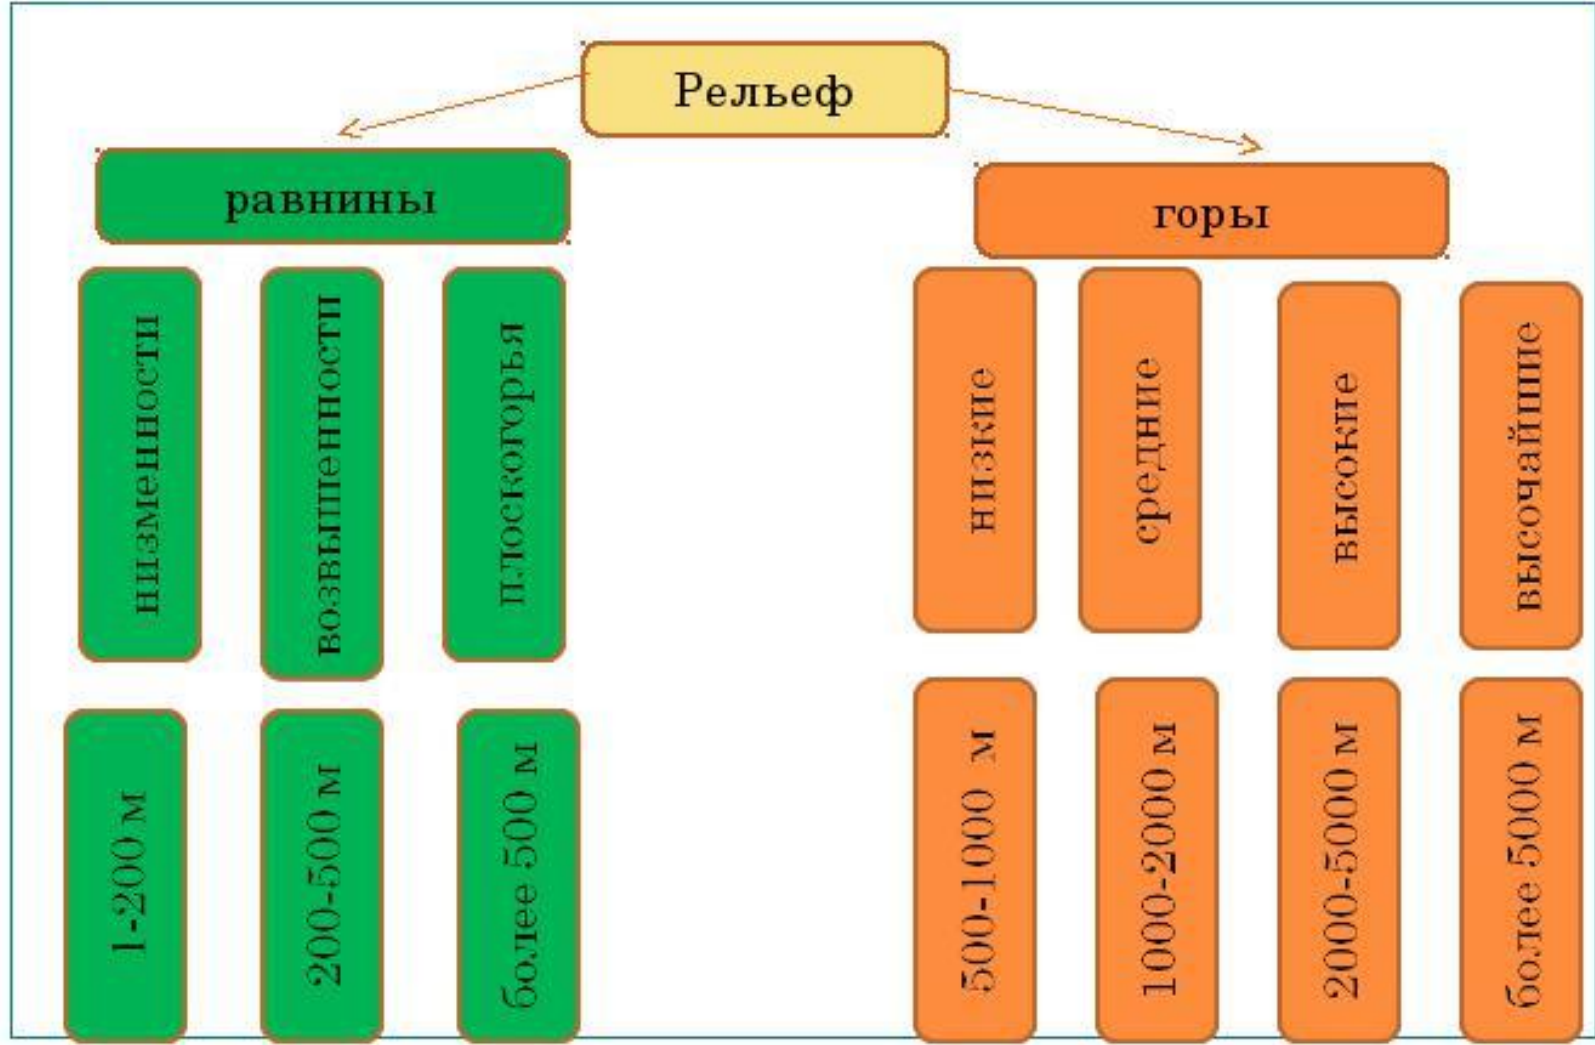 Рельеф
равнины
горы
низменности
возвышенности
плоскогорья
низкие
средние
высокие
высочайшие
1-200 м
200-500 м
более 500 м
500-1000 м
1000-2000 м
2000-5000 м
более 5000 м